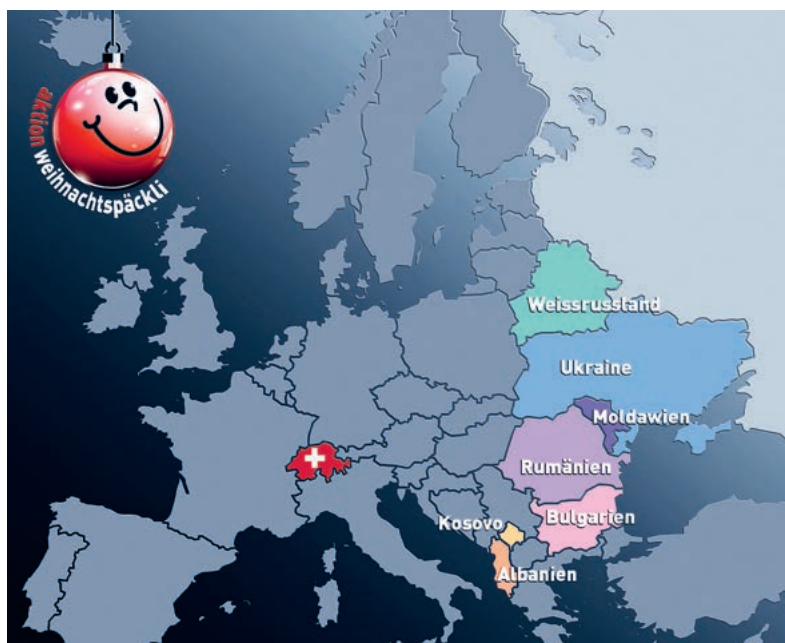 aktion weihnachtspäckli
Weissrussland
Ukraine
Moldawien
Rumänien
Kosovo
Bulgarien
Albanien